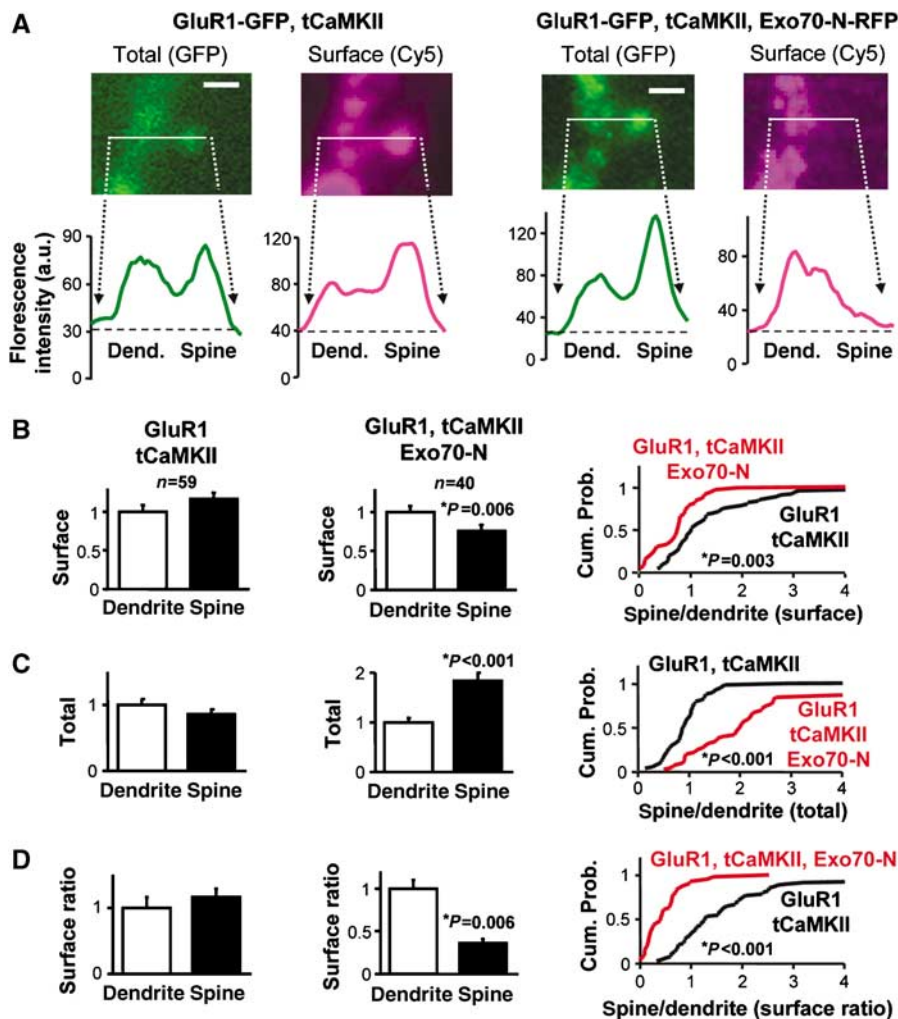 A
GluR1-GFP, tCaMKII
GluR1-GFP, tCaMKII, Exo70-N-RFP
Total (GFP)
Surface (Cy5)
Total (GFP)
Surface (Cy5)
Florescence
intensity (a.u.)
90
60
30
0
Dend. Spine
120
80
40
0
Dend. Spine
120
80
40
0
Dend. Spine
120
80
40
0
Dend. Spine
B
GluR1
tCaMKII
n=59
Surface
1
0
Dendrite Spine
GluR1, tCaMKII
Exo70-N
n=40
*P=0.006
Surface
1
0.5
0
Dendrite Spine
GluR1, tCaMKII
Exo70-N
GluR1
tCaMKII
*P=0.003
Cum. Prob.
1
0.5
0
0 1 2 3 4
Spine/dendrite (surface)
C
Total
1
0
Dendrite Spine
*P<0.001
Total
2
1
0
Dendrite Spine
GluR1, tCaMKII
GluR1
tCaMKII
Exo70-N
*P<0.001
Cum. Prob.
1
0.5
0
0 1 2 3 4
Spine/dendrite (total)
D
Surface ratio
1
0
Dendrite Spine
*P=0.006
Surface ratio
1
0.5
0
Dendrite Spine
GluR1, tCaMKII, Exo70-N
GluR1
tCaMKII
*P<0.001
Cum. Prob.
1
0.5
0
0 1 2 3 4
Spine/dendrite (surface ratio)